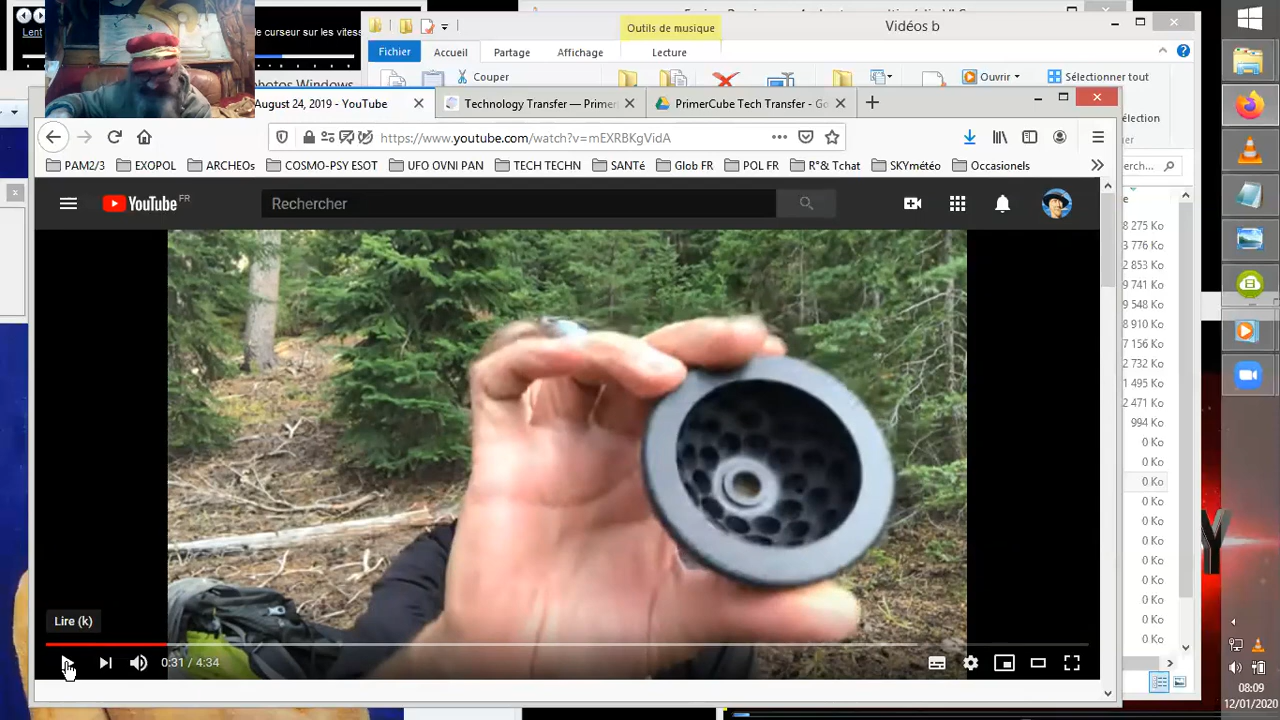 Lent
e curseur sur les vitess
photos Windows
Outils de musique
Vidéos b
Fichier
Accueil
Partage
Affichage
Lecture
Couper
Ouvrir
Sélectionner tout
élection
August 24, 2019 - YouTube
Technology Transfer — Primer
PrimerCube Tech Transfer - Go
https://www.youtube.com/watch?v=mEXRBKgVidA
PAM2/3
EXOPOL
ARCHEOs
COSMO-PSY ESOT
UFO OVNI PAN
TECH TECHN
SANTé
Glob FR
POL FR
R'& Tchat
SKYmétéo
Occasionels
erch...
YouTube FR
Rechercher
e
8 275 Ko
3 776 Ko
2 853 Ko
9 741 Ko
9 548 Ko
8 910 Ko
7 156 Ko
2 732 Ko
1 495 Ko
2 471 Ko
994 Ko
0 Ko
0 Ko
0 Ko
0 Ko
0 Ko
0 Ko
0 Ko
0 Ko
0 Ko
0 Ko
Lire (k)
0:31 / 4:34
08:09
12/01/2020